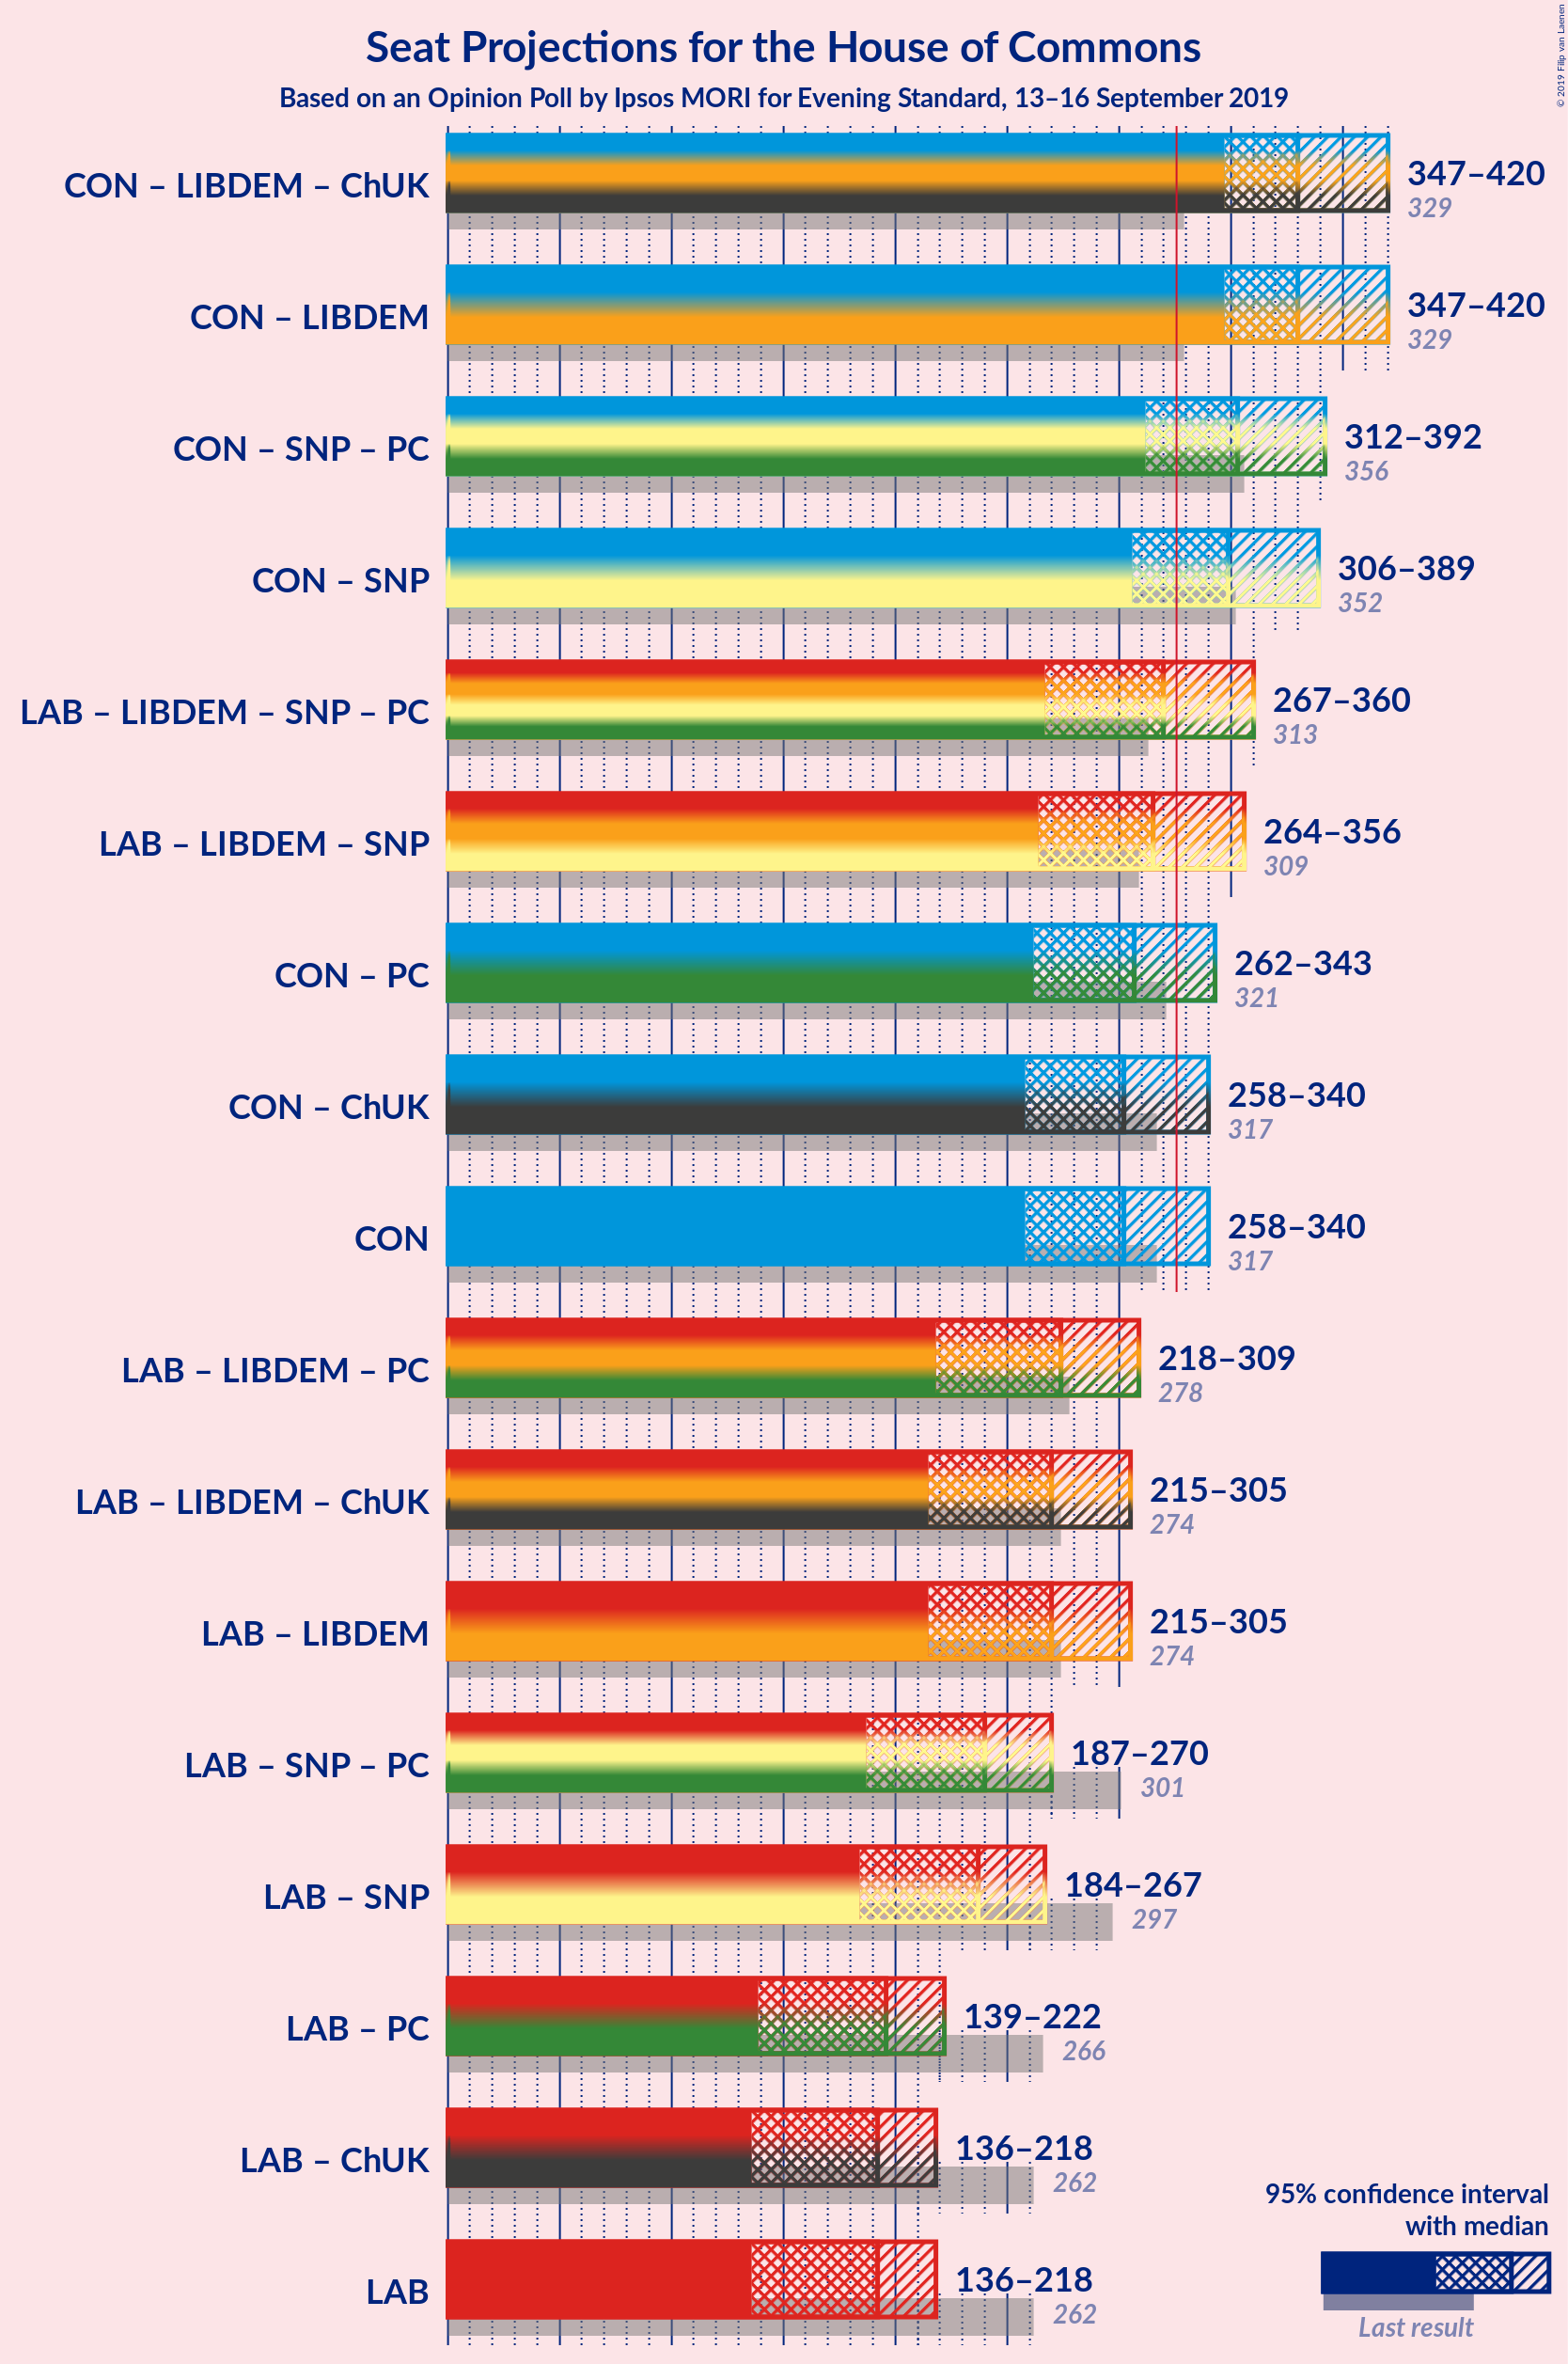 © 2019 Filip van Laenen
Seat Projections for the House of Commons
Based on an Opinion Poll by Ipsos MORI for Evening Standard, 13–16 September 2019
CON – LIBDEM – ChUK
347–420
329
CON – LIBDEM
347–420
329
CON – SNP – PC
312–392
356
CON – SNP
306–389
352
LAB – LIBDEM – SNP – PC
267–360
313
LAB – LIBDEM – SNP
264–356
309
CON – PC
262–343
321
CON – ChUK
258–340
317
CON
258–340
317
LAB – LIBDEM – PC
218–309
278
LAB – LIBDEM – ChUK
215–305
274
LAB – LIBDEM
215–305
274
LAB – SNP – PC
187–270
301
LAB – SNP
184–267
297
LAB – PC
139–222
266
LAB – ChUK
136–218
262
LAB
136–218
262
95% confidence interval
with median
Last result